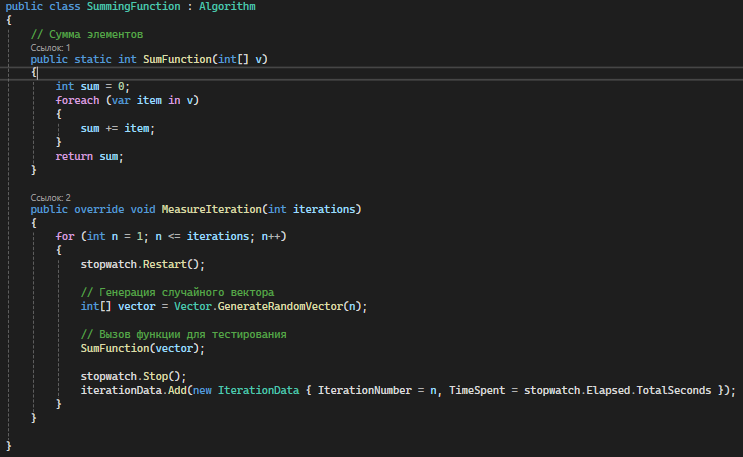 public class SummingFunction : Algorithm
{
// Сумма элементов
Ссылок: 1
public static int SumFunction(int[] v)
{
int sum = 0;
foreach (var item in v)
{
sum += item;
}
return sum;
}
Ссылок: 2
public override void MeasureIteration(int iterations)
{
for (int n = 1; n <= iterations; n++)
{
stopwatch.Restart();
// Генерация случайного вектора
int[] vector = Vector.GenerateRandomVector(n);
// Вызов функции для тестирования
SumFunction(vector);
stopwatch.Stop();
iterationData.Add(new IterationData { IterationNumber = n, TimeSpent = stopwatch.Elapsed.TotalSeconds });
}
}
}